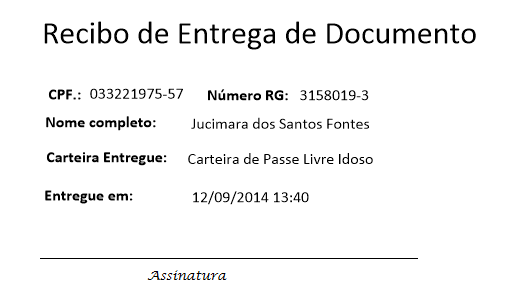 Recibo de Entrega de Documento
CPF.: 033221975-57 Número RG: 3158019-3
Nome completo: Jucimara dos Santos Fontes
Carteira Entregue: Carteira de Passe Livre Idoso
Entregue em: 12/09/2014 13:40
Assinatura